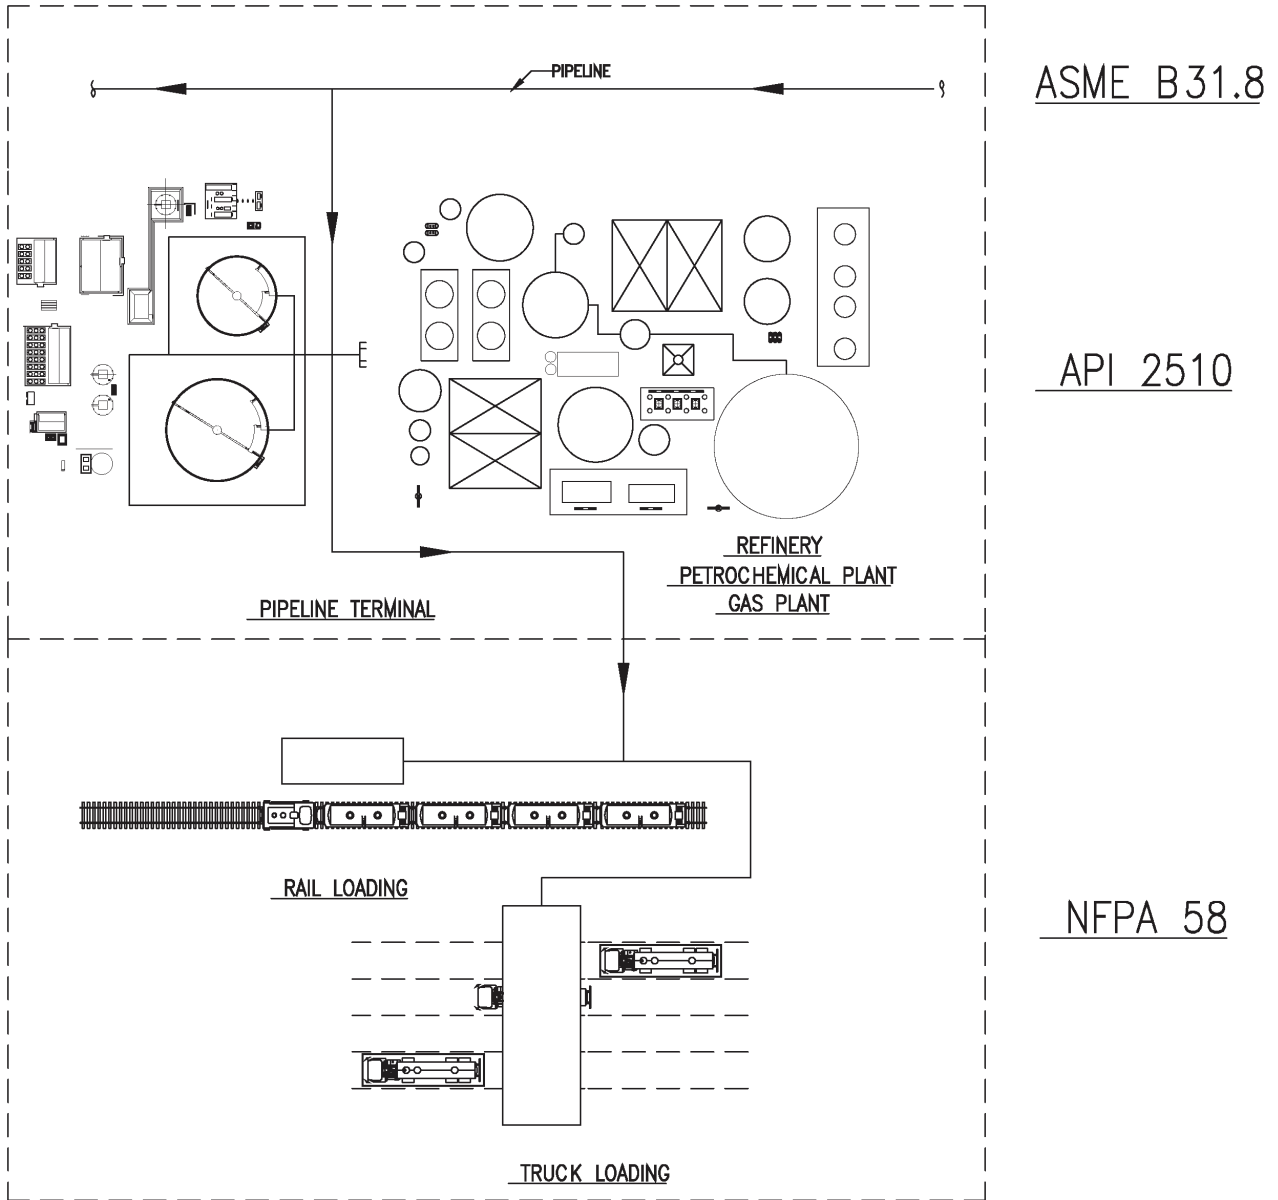 PIPELINE
ASME B31.8
API 2510
REFINERY
PETROCHEMICAL PLANT
GAS PLANT
PIPELINE TERMINAL
RAIL LOADING
NFPA 58
TRUCK LOADING